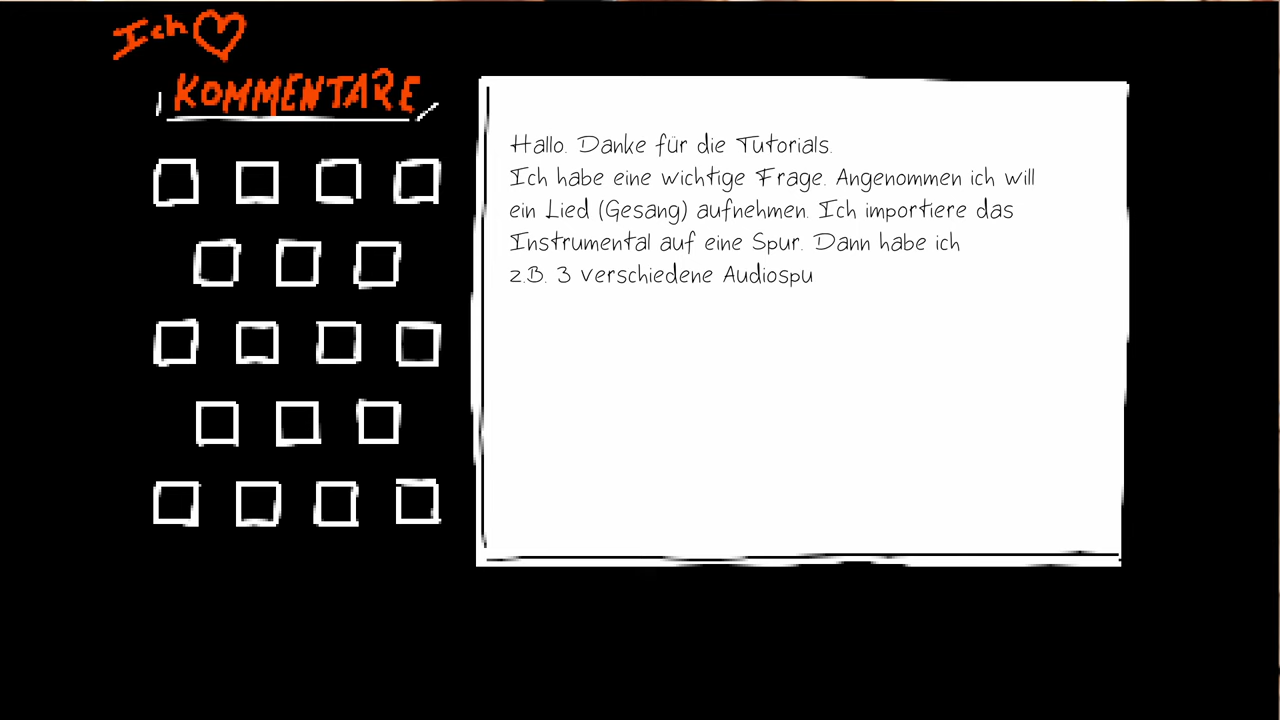 Ich ♡
KOMMENTARE
Hallo. Danke für die Tutorials.
Ich habe eine wichtige Frage. Angenommen ich will
ein Lied (Gesang) aufnehmen. Ich importiere das
Instrumental auf eine Spur. Dann habe ich
z.B. 3 verschiedene Audiospu